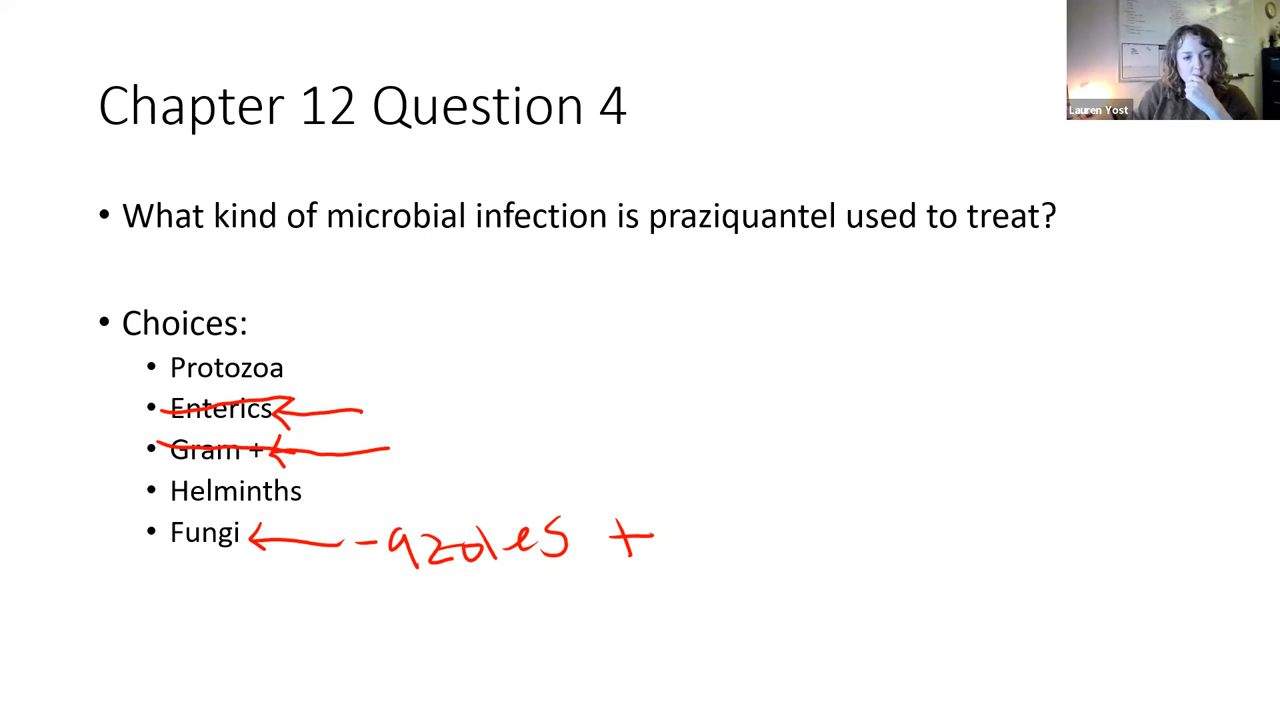 Lauren Yost
Chapter 12 Question 4
• What kind of microbial infection is praziquantel used to treat?
• Choices:
• Protozoa
• Enterics
• Gram +
• Helminths
• Fungi -azoles +